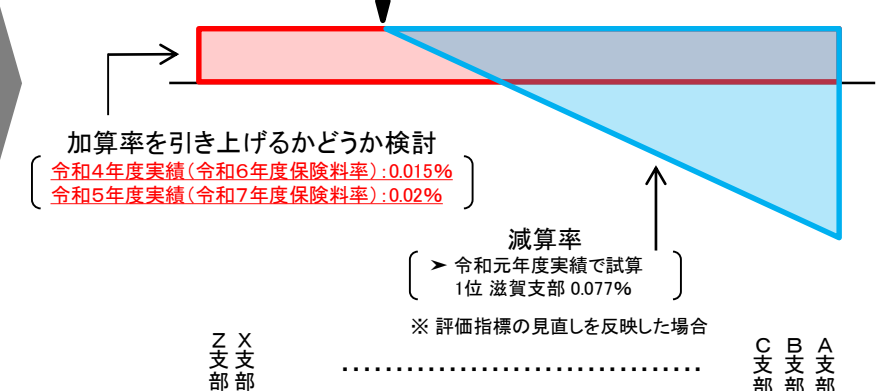 加算率を引き上げるかどうか検討
令和4年度実績(令和6年度保険料率):0.015%
令和5年度実績(令和7年度保険料率):0.02%
減算率
➤ 令和元年度実績で試算
1位 滋賀支部 0.077%
※ 評価指標の見直しを反映した場合
Z支部
X支部
……………………………
C支部
B支部
A支部